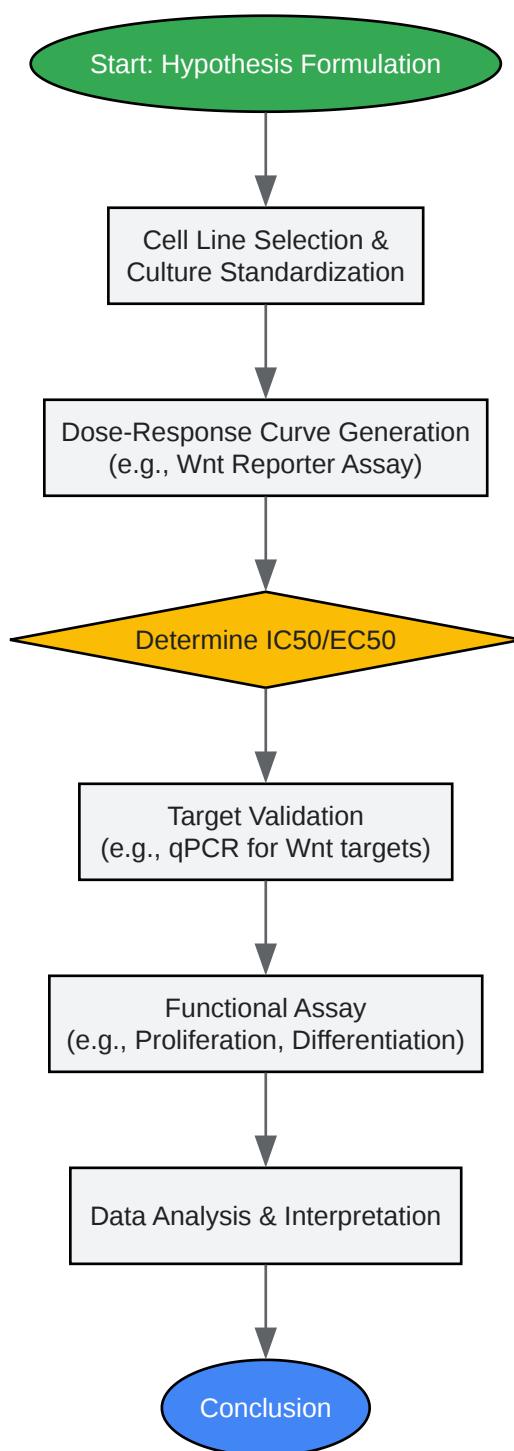 Start: Hypothesis Formulation
Cell Line Selection &
Culture Standardization
Dose-Response Curve Generation
(e.g., Wnt Reporter Assay)
Determine IC50/EC50
Target Validation
(e.g., qPCR for Wnt targets)
Functional Assay
(e.g., Proliferation, Differentiation)
Data Analysis & Interpretation
Conclusion